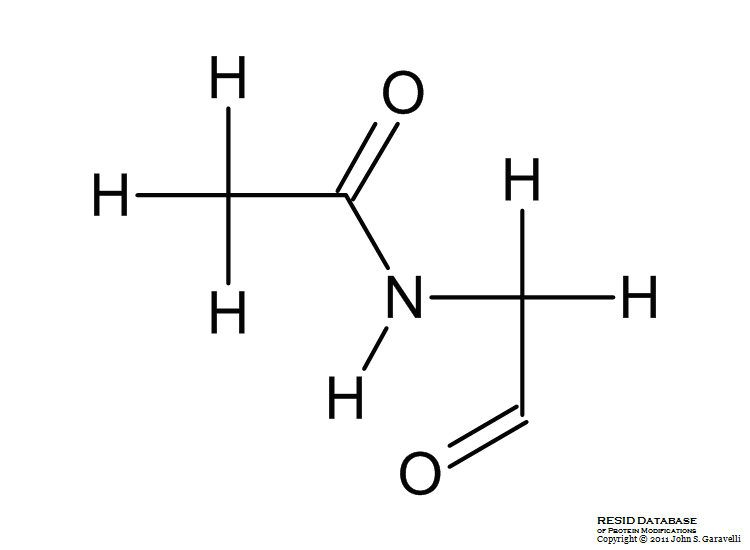 H
O
H
H
H
N
H
H
O
RESID DATABASE
OF PROTEIN MODIFICATIONS
Copyright © 2011 John S. Garavelli